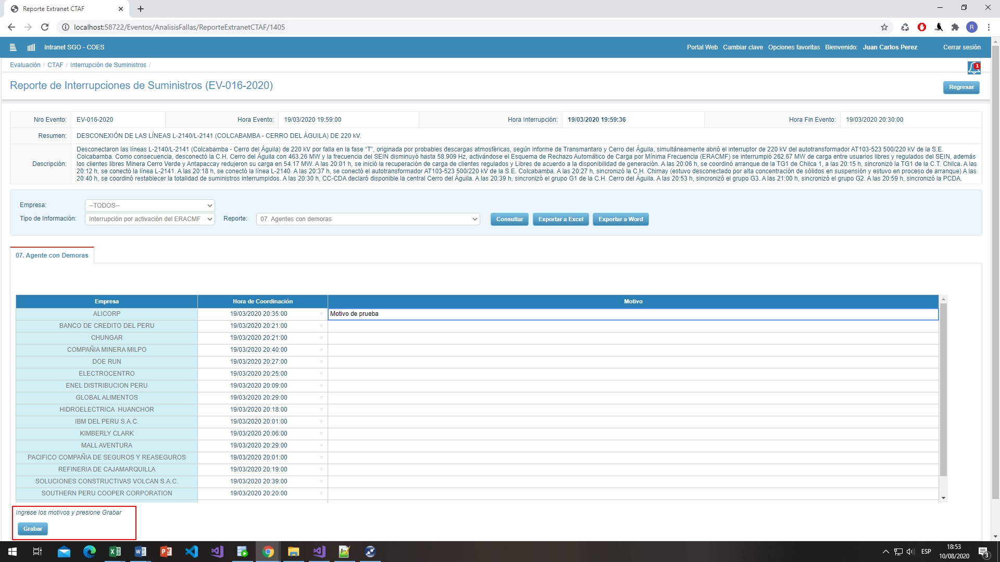 Reporte Extranet CTAF
localhost:58722/Eventos/AnalisisFallas/ReporteExtranetCTAF/1405
R
Intranet SGO - COES
Portal Web Cambiar clave Opciones favoritas Bienvenido: Juan Carlos Perez Cerrar sesión
Evaluación / CTAF / Interrupción de Suministros /
1
Reporte de Interrupciones de Suministros (EV-016-2020)
Regresar
Nro Evento: EV-016-2020 Hora Evento: 19/03/2020 19:59:00 Hora Interrupción: 19/03/2020 19:59:36 Hora Fin Evento: 19/03/2020 20:30:00
Resumen: DESCONEXIÓN DE LAS LÍNEAS L-2140/L-2141 (COLCABAMBA - CERRO DEL ÁGUILA) DE 220 kV.
Descripción:
Desconectaron las líneas L-2140/L-2141 (Colcabamba - Cerro del Águila) de 220 kV por falla en la fase “T”, originada por probables descargas atmosféricas, según informe de Transmantaro y Cerro del Águila, simultáneamente abrió el interruptor de 220 kV del autotransformador AT103-523 500/220 kV de la S.E.
Colcabamba. Como consecuencia, desconectó la C.H. Cerro del Águila con 463.26 MW y la frecuencia del SEIN disminuyó hasta 58.909 Hz, activándose el Esquema de Rechazo Automático de Carga por Mínima Frecuencia (ERACMF) se interrumpió 262.67 MW de carga entre usuarios libres y regulados del SEIN, además
los clientes libres Minera Cerro Verde y Antapaccay redujeron su carga en 54.17 MW. A las 20:01 h, se inició la recuperación de carga de clientes regulados y Libres de acuerdo a la disponibilidad de generación. A las 20:06 h, se coordinó arranque de la TG1 de Chilca 1, a las 20:15 h, sincronizó la TG1 de la C.T. Chilca. A las
20:12 h, se conectó la línea L-2141. A las 20:18 h, se conectó la línea L-2140. A las 20:37 h, se conectó el autotransformador AT103-523 500/220 kV de la S.E. Colcabamba. A las 20:27 h, sincronizó la C.H. Chimay (estuvo desconectado por alta concentración de sólidos en suspensión y estuvo en proceso de arranque) A las
20:40 h, se coordinó restablecer la totalidad de suministros interrumpidos. A las 20:30 h, CC-CDA declaró disponible la central Cerro del Águila. A las 20:39 h, sincronizó el grupo G1 de la C.H. Cerro del Águila. A las 20:53 h, sincronizó el grupo G3. A las 21:00 h, sincronizó el grupo G2. A las 20:59 h, sincronizó la PCDA.
Empresa: --TODOS--
Tipo de Información: Interrupción por activación del ERACMF Reporte: 07. Agentes con demoras Consultar Exportar a Excel Exportar a Word
07. Agente con Demoras
Empresa Hora de Coordinación Motivo
ALICORP 19/03/2020 20:35:00 Motivo de prueba
BANCO DE CREDITO DEL PERU 19/03/2020 20:21:00
CHUNGAR 19/03/2020 20:21:00
COMPAÑIA MINERA MILPO 19/03/2020 20:40:00
DOE RUN 19/03/2020 20:27:00
ELECTROCENTRO 19/03/2020 20:25:00
ENEL DISTRIBUCION PERU 19/03/2020 20:09:00
GLOBAL ALIMENTOS 19/03/2020 20:29:00
HIDROELECTRICA HUANCHOR 19/03/2020 20:18:00
IBM DEL PERU S.A.C. 19/03/2020 20:01:00
KIMBERLY CLARK 19/03/2020 20:06:00
MALL AVENTURA 19/03/2020 20:29:00
PACIFICO COMPAÑIA DE SEGUROS Y REASEGUROS 19/03/2020 20:01:00
REFINERIA DE CAJAMARQUILLA 19/03/2020 20:19:00
SOLUCIONES CONSTRUCTIVAS VOLCAN S.A.C. 19/03/2020 20:39:00
SOUTHERN PERU COOPER CORPORATION 19/03/2020 20:20:00
Ingrese los motivos y presione Grabar
Grabar
ESP
18:53
10/08/2020
3